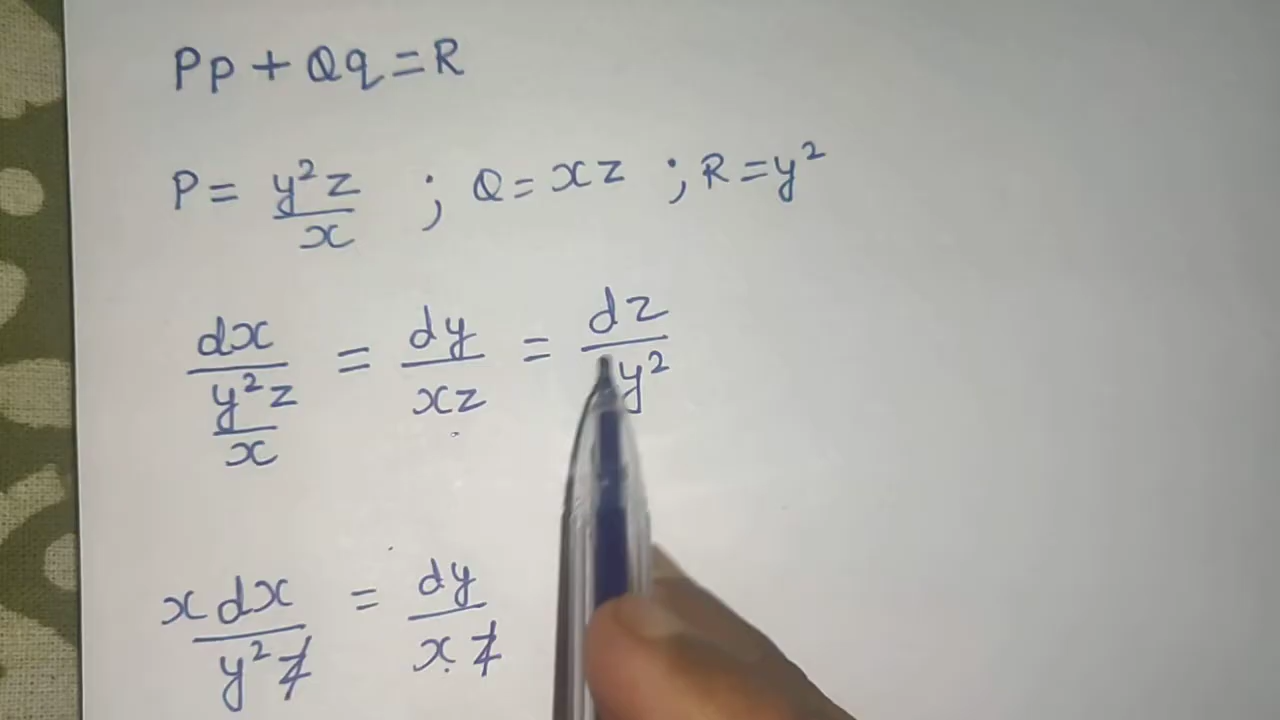 Pp + Qq = R
P = y²z/x ; Q = xz ; R = y²
dx/(y²z/x) = dy/xz = dz/y²
x dx/y²z = dy/xz